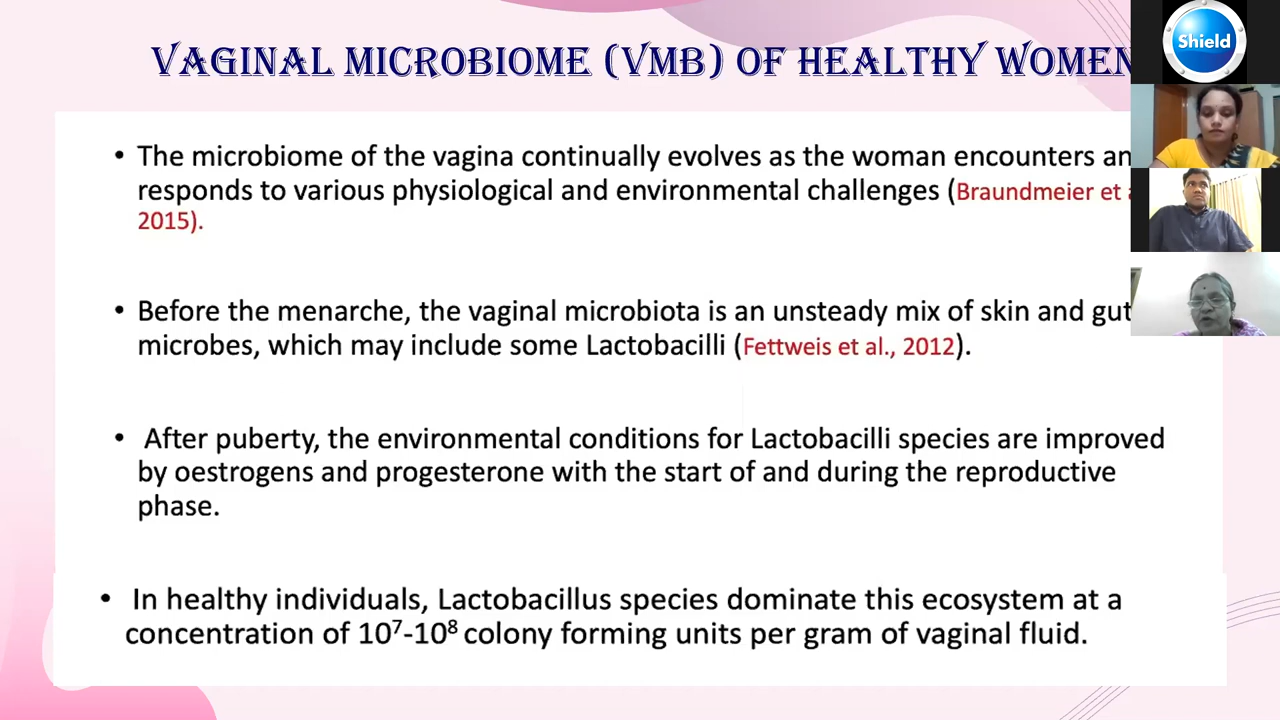 VAGINAL MICROBIOME (VMB) OF HEALTHY WOMEN
Shield
• The microbiome of the vagina continually evolves as the woman encounters
responds to various physiological and environmental challenges (Braundmeier et
2015).
• Before the menarche, the vaginal microbiota is an unsteady mix of skin and gut
microbes, which may include some Lactobacilli (Fettweis et al., 2012).
• After puberty, the environmental conditions for Lactobacilli species are improved
by oestrogens and progesterone with the start of and during the reproductive
phase.
• In healthy individuals, Lactobacillus species dominate this ecosystem at a
concentration of 10⁷-10⁸ colony forming units per gram of vaginal fluid.